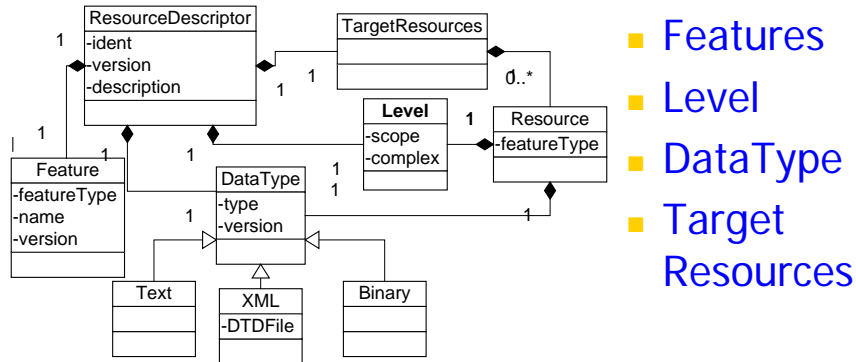 ResourceDescriptor
-ident
-version
-description
TargetResources
1
1
1
0..*
Level
-scope
-complex
1
Resource
-featureType
1
1
1
1
1
Feature
-featureType
-name
-version
DataType
-type
-version
1
1
Text
XML
-DTDFile
Binary
Features
Level
DataType
Target
Resources